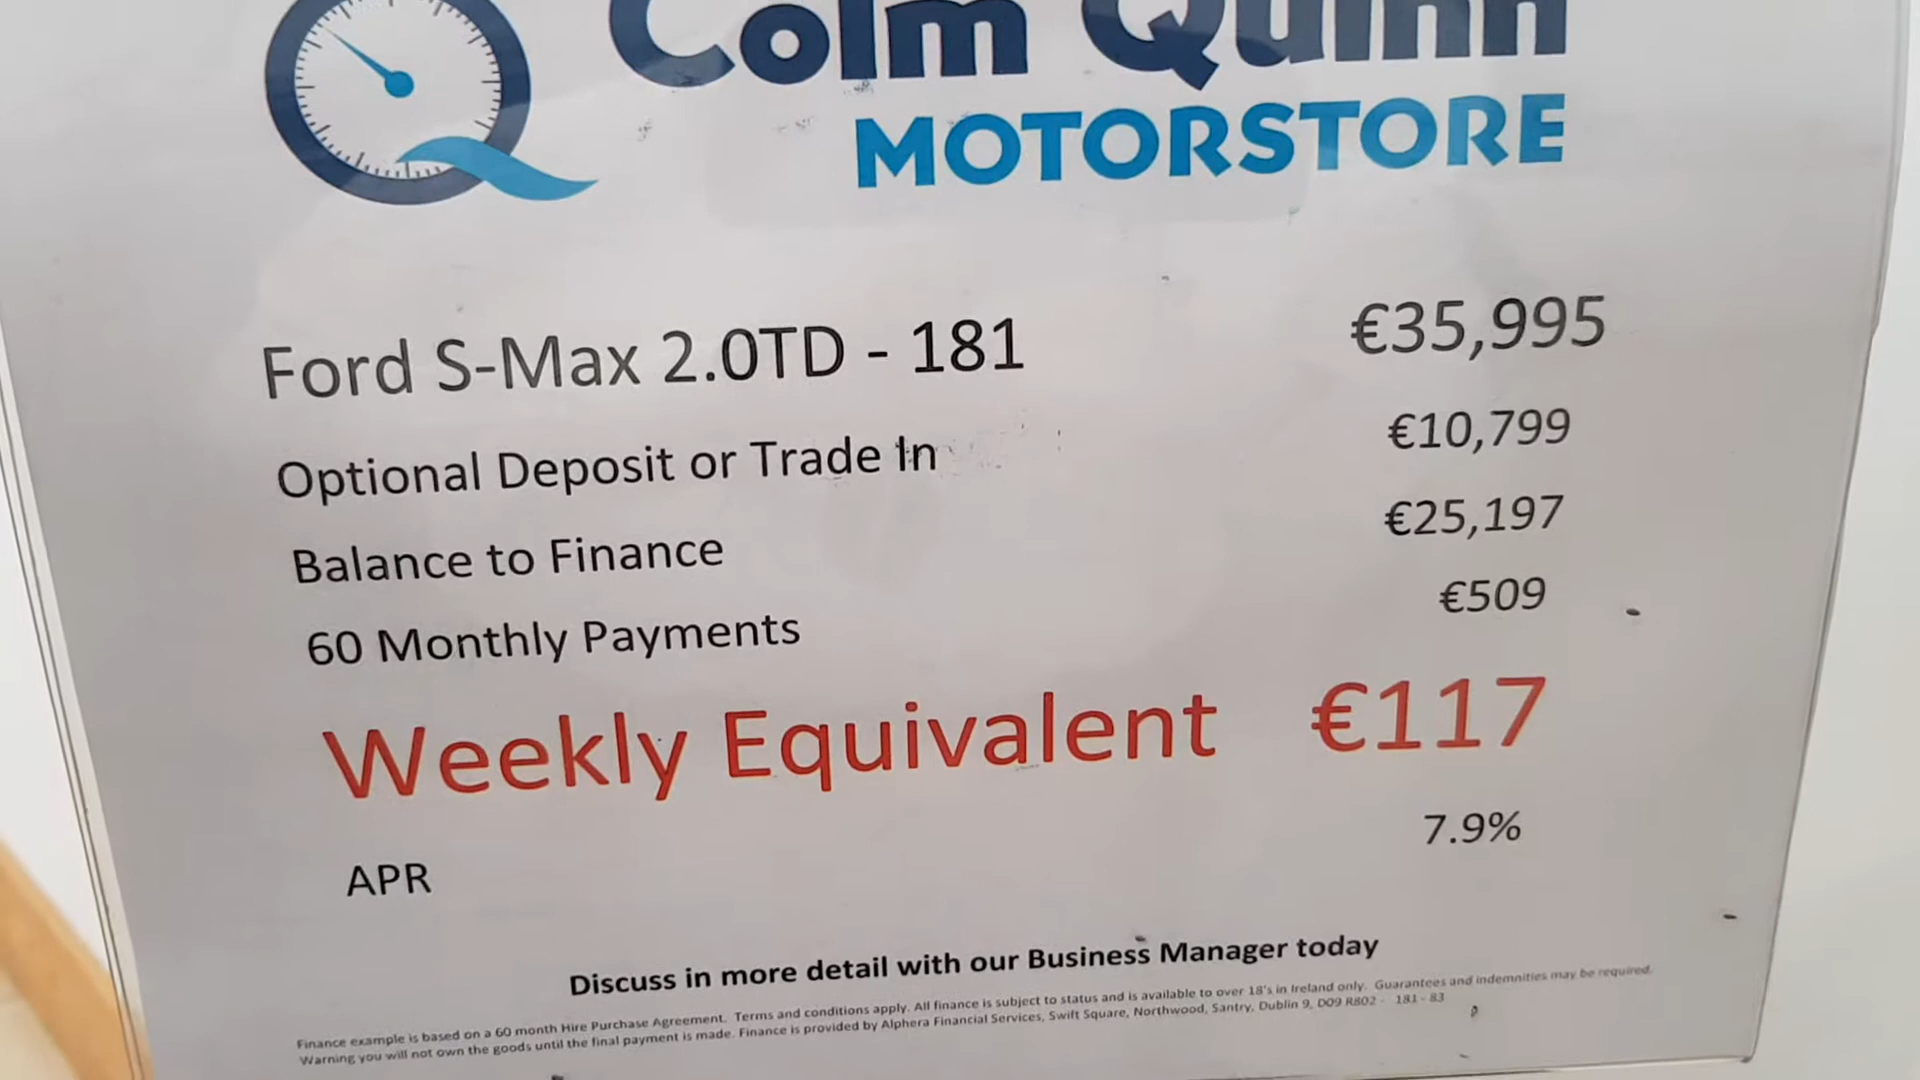 Colm Quinn
MOTORSTORE
Ford S-Max 2.0TD - 181 €35,995
Optional Deposit or Trade In €10,799
Balance to Finance €25,197
60 Monthly Payments €509
Weekly Equivalent €117
APR 7.9%
Discuss in more detail with our Business Manager today
Finance example is based on a 60 month Hire Purchase Agreement. Terms and conditions apply. All finance is subject to status and is available to over 18's in Ireland only. Guarantees and indemnities may be required.
Warning you will not own the goods until the final payment is made. Finance is provided by Alphera Financial Services, Swift Square, Northwood, Santry, Dublin 9, D09 R802 - 181 - 83